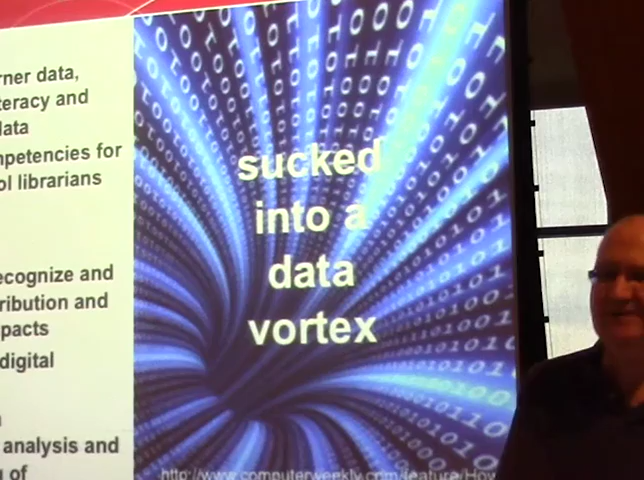 rner data,
teracy and
data
mpetencies for
ol librarians
ecognize and
ribution and
pacts
digital
analysis and
of
sucked
into a
data
vortex
http://www.computerweekly.com/feature/How